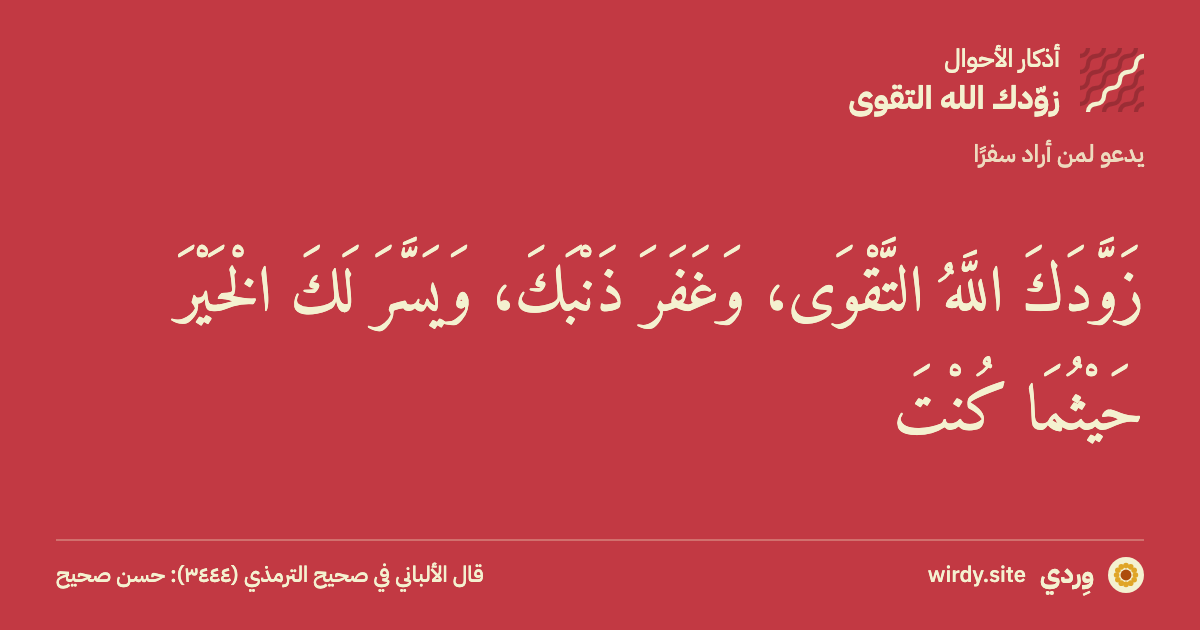 أذكار الأحوال
زوّدك الله التقوى
يدعو لمن أراد سفرًا
زَوَّدَكَ اللَّهُ التَّقْوَى، وَغَفَرَ ذَنْبَكَ، وَيَسَّرَ لَكَ الْخَيْرَ
حَيْثُمَا كُنْتَ
وِردي wirdy.site
قال الألباني في صحيح الترمذي (٣٤٤٤): حسن صحيح